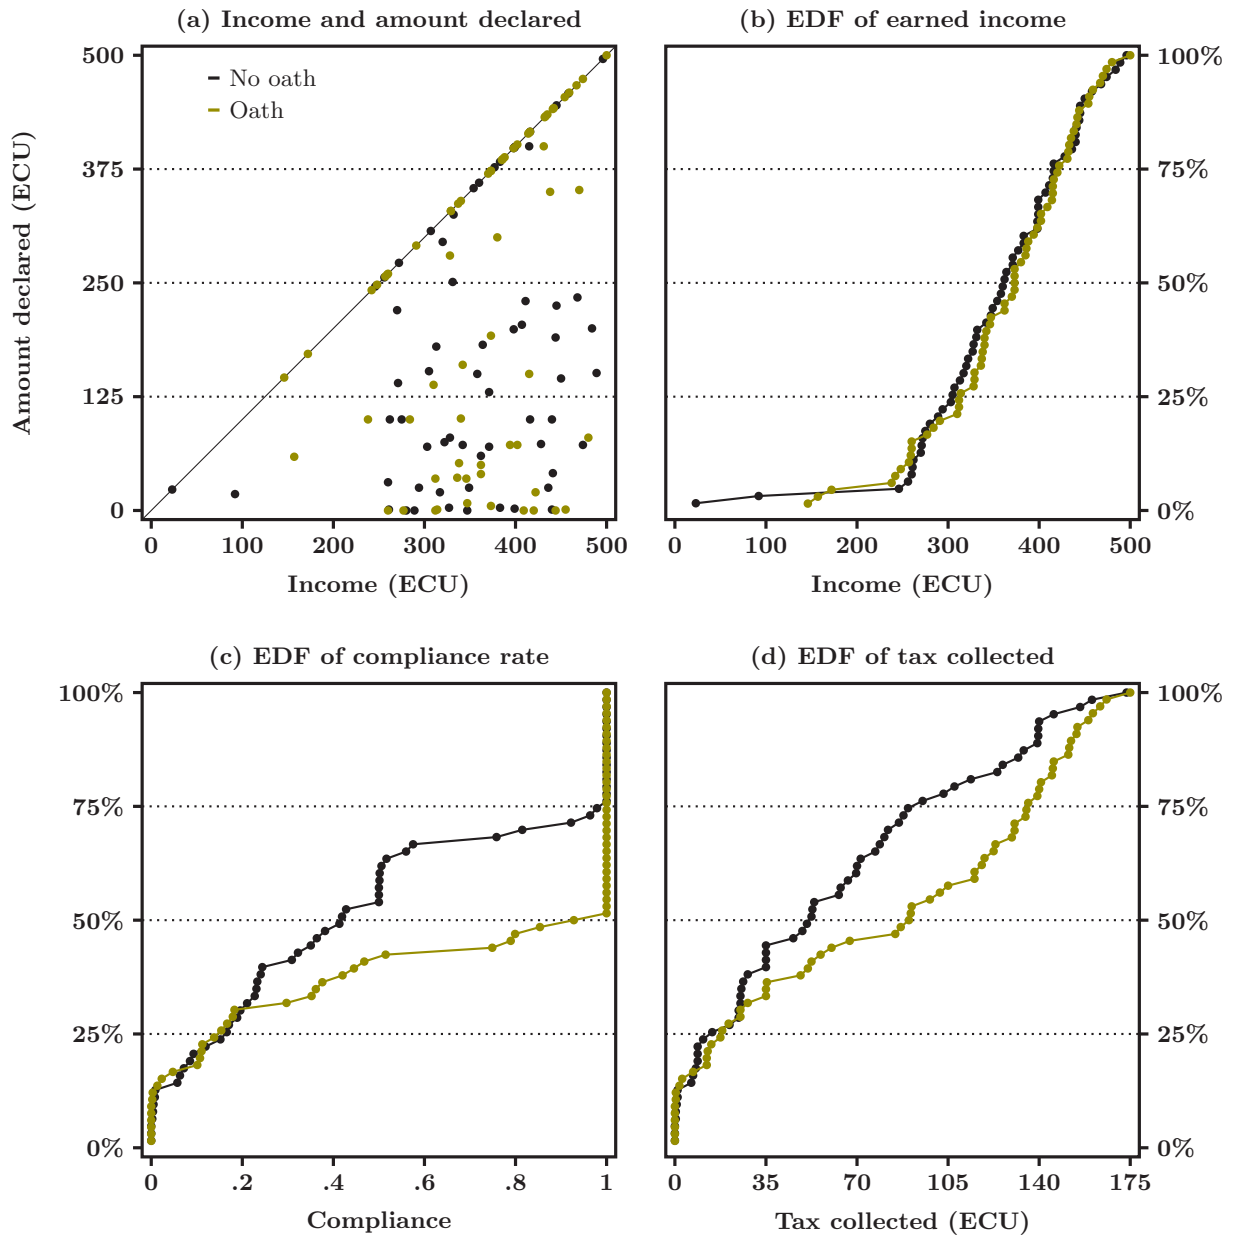 (a) Income and amount declared
(b) EDF of earned income
No oath
Oath
Amount declared (ECU)
500
375
250
125
0
0 100 200 300 400 500
Income (ECU)
100%
75%
50%
25%
0%
0 100 200 300 400 500
Income (ECU)
(c) EDF of compliance rate
(d) EDF of tax collected
100%
75%
50%
25%
0%
0 .2 .4 .6 .8 1
Compliance
100%
75%
50%
25%
0%
0 35 70 105 140 175
Tax collected (ECU)